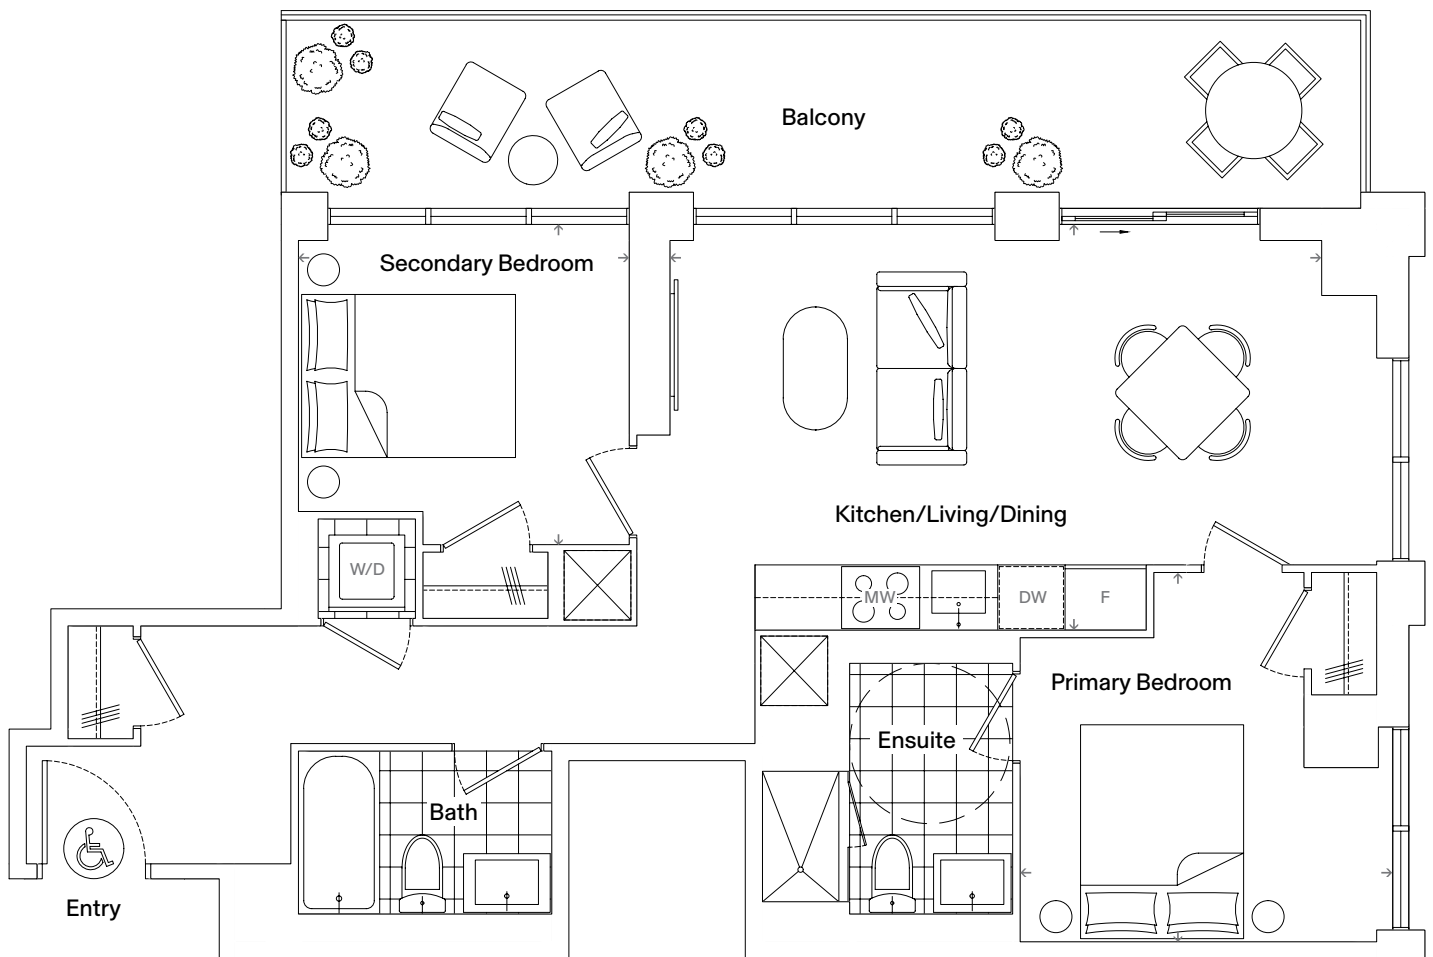 Balcony
Secondary Bedroom
Kitchen/Living/Dining
W/D
MW
DW
F
Primary Bedroom
Ensuite
Bath
Entry